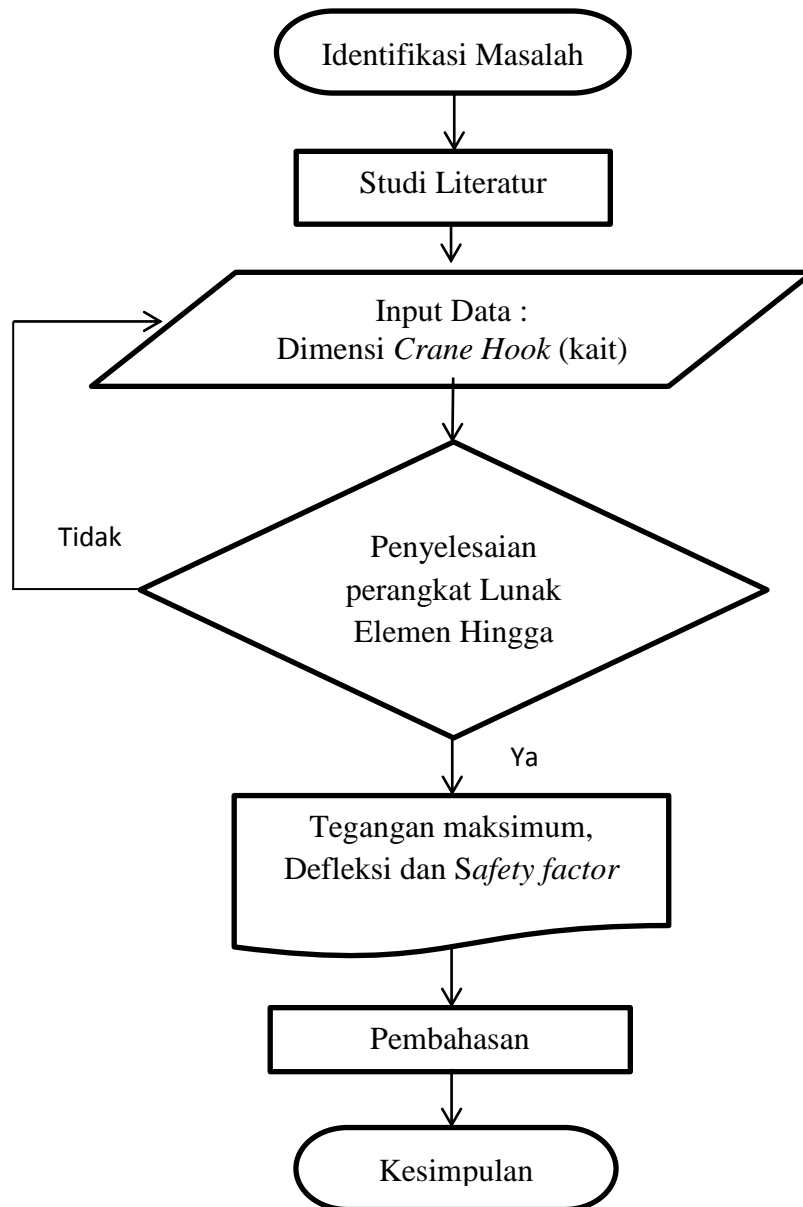 Identifikasi Masalah
Studi Literatur
Input Data :
Dimensi Crane Hook (kait)
Tidak
Penyelesaian
perangkat Lunak
Elemen Hingga
Ya
Tegangan maksimum,
Defleksi dan Safety factor
Pembahasan
Kesimpulan